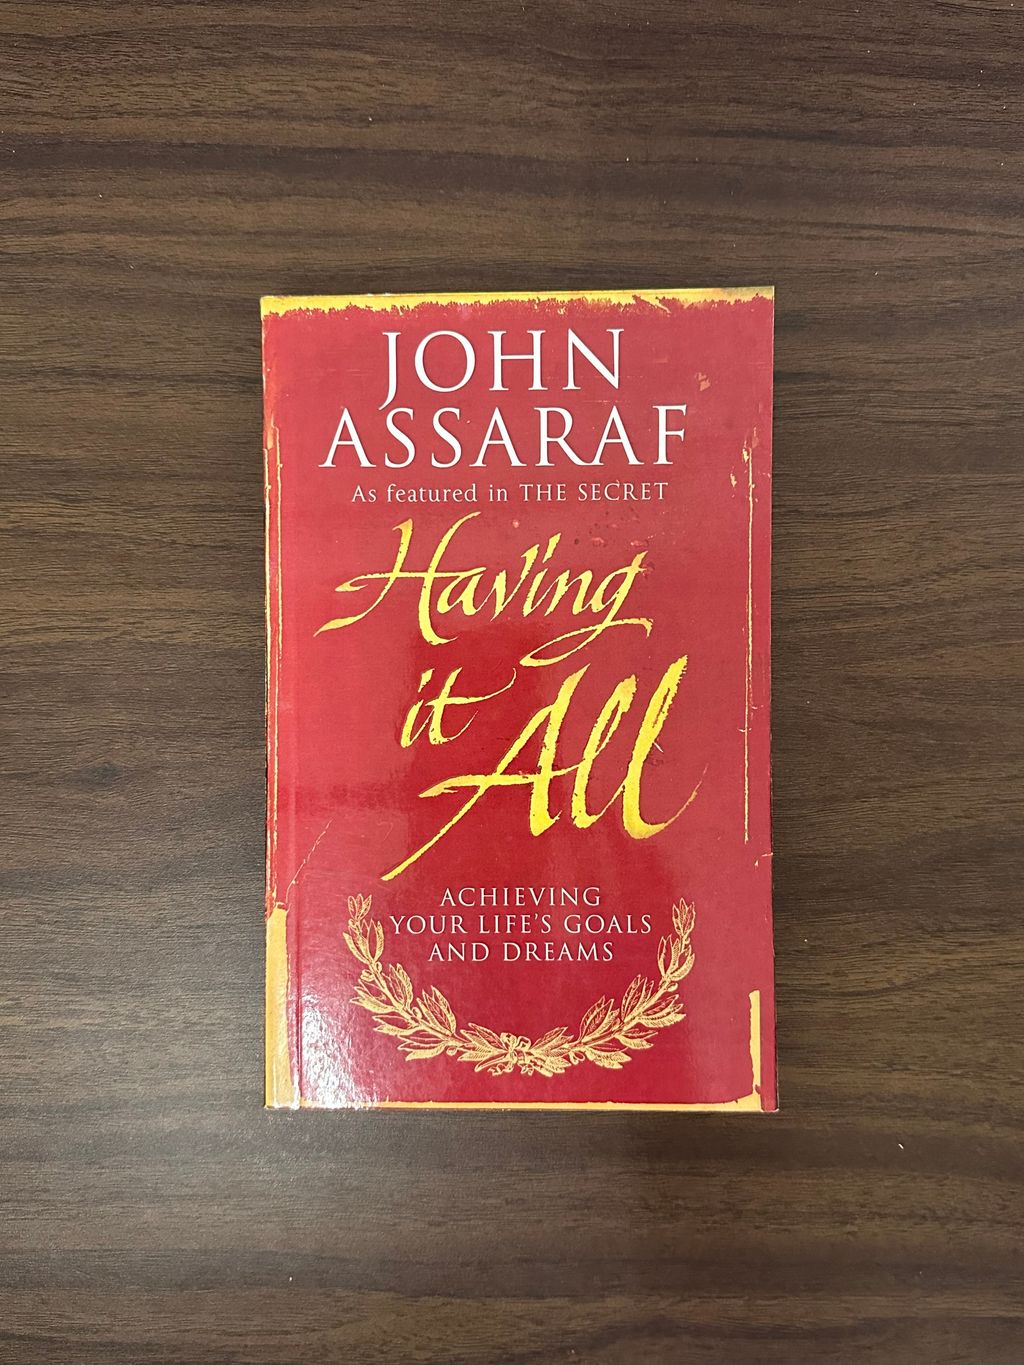 JOHN
ASSARAF
As featured in THE SECRET
Having
it
All
ACHIEVING
YOUR LIFE'S GOALS
AND DREAMS